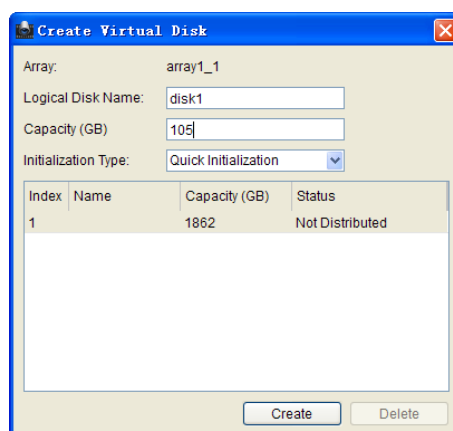 Create Virtual Disk
Array: array1_1
Logical Disk Name: disk1
Capacity (GB) 105
Initialization Type: Quick Initialization
Index Name Capacity (GB) Status
1 1862 Not Distributed
Create Delete